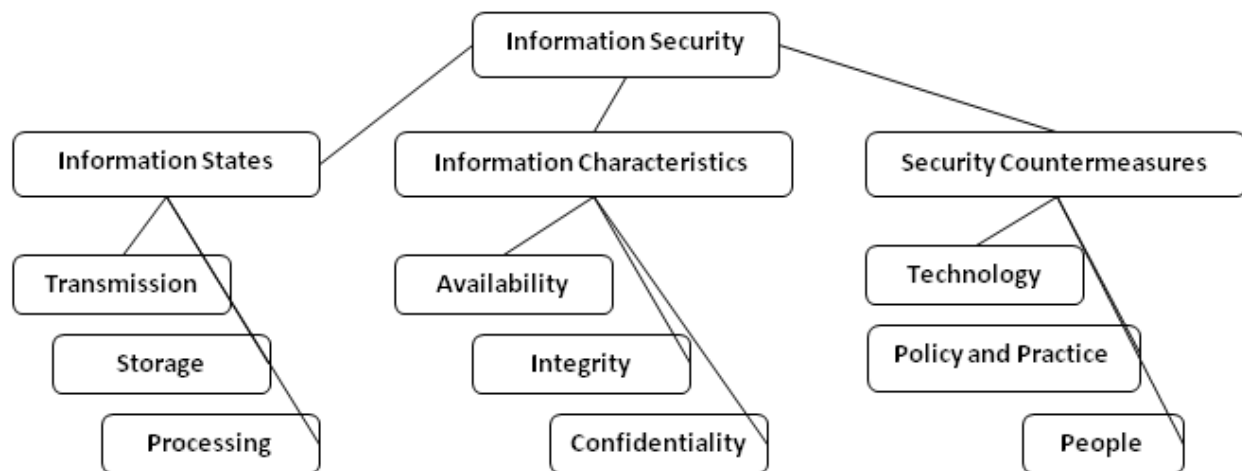 Information Security
Information States
Information Characteristics
Security Countermeasures
Transmission
Availability
Technology
Storage
Integrity
Policy and Practice
Processing
Confidentiality
People